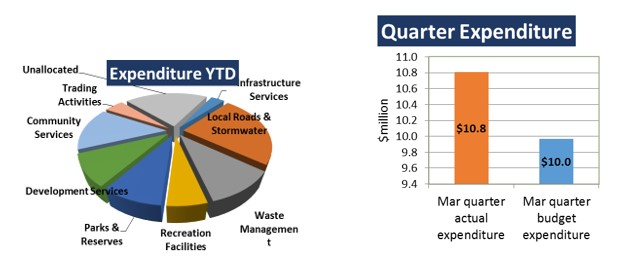 Expenditure YTD
Unallocated
Infrastructure
Services
Trading
Activities
Local Roads &
Stormwater
Community
Services
Development Services
Waste
Managemen
t
Parks &
Reserves
Recreation
Facilities
Quarter Expenditure
11.0
10.8
10.6
10.4
10.2
10.0
9.8
9.6
9.4
$million
$10.8
$10.0
Mar quarter
actual
expenditure
Mar quarter
budget
expenditure